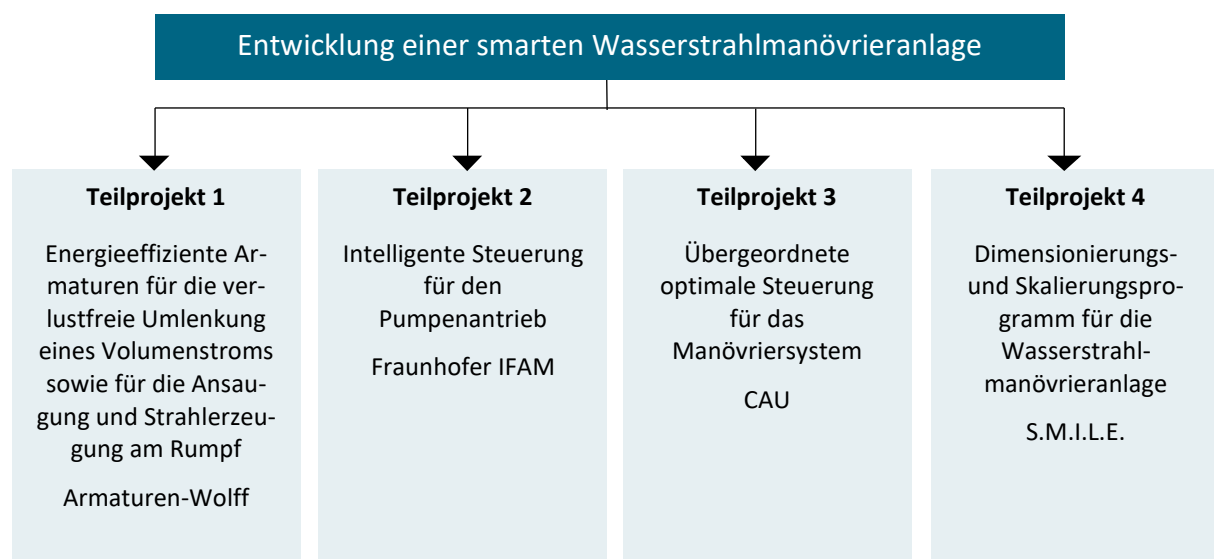 Entwicklung einer smarten Wasserstrahlmanövrieranlage
Teilprojekt 1
Energieeffiziente Ar-
maturen für die ver-
lustfreie Umlenkung
eines Volumenstroms
sowie für die Ansau-
gung und Strahlerzeu-
gung am Rumpf
Armaturen-Wolff
Teilprojekt 2
Intelligente Steuerung
für den
Pumpenantrieb
Fraunhofer IFAM
Teilprojekt 3
Übergeordnete
optimale Steuerung
für das
Manövriersystem
CAU
Teilprojekt 4
Dimensionierungs-
und Skalierungspro-
gramm für die
Wasserstrahl-
manövrieranlage
S.M.I.L.E.